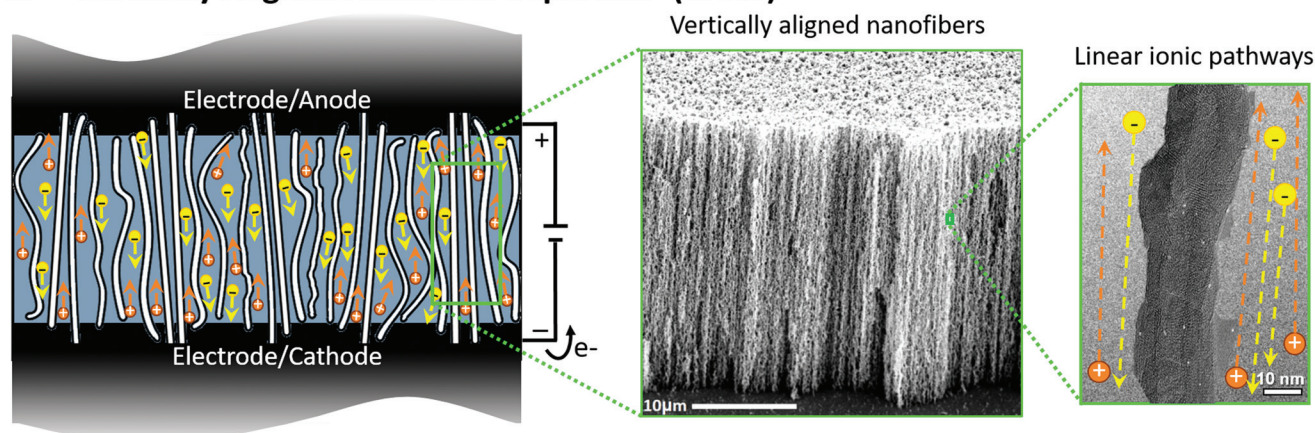 Vertically aligned nanofibers
Linear ionic pathways
Electrode/Anode
+
−
e-
Electrode/Cathode
10μm
10 nm